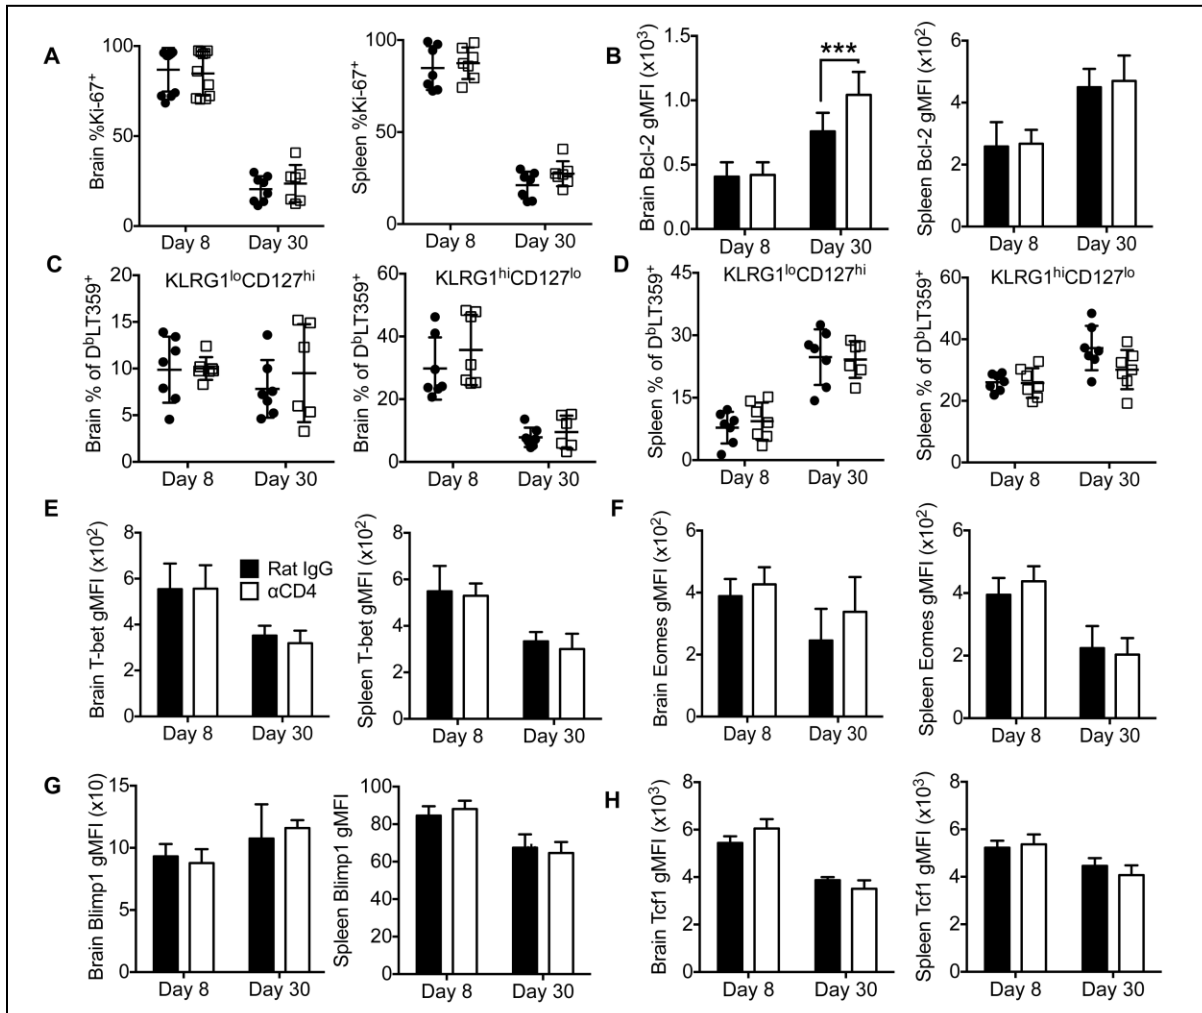 A
Brain %Ki-67⁺
100
50
0
Day 8 Day 30
Spleen %Ki-67⁺
100
50
0
Day 8 Day 30
B
Brain Bcl-2 gMFI (x10³)
1.5
1.0
0.5
0.0
***
Day 8 Day 30
Spleen Bcl-2 gMFI (x10²)
6
4
2
0
Day 8 Day 30
C
KLRG1ˡᵒCD127ʰⁱ
Brain % of DᵇLT359⁺
20
15
10
5
0
Day 8 Day 30
KLRG1ʰⁱCD127ˡᵒ
Brain % of DᵇLT359⁺
60
40
20
0
Day 8 Day 30
D
KLRG1ˡᵒCD127ʰⁱ
Spleen % of DᵇLT359⁺
45
30
15
0
Day 8 Day 30
KLRG1ʰⁱCD127ˡᵒ
Spleen % of DᵇLT359⁺
60
40
20
0
Day 8 Day 30
E
Brain T-bet gMFI (x10²)
8
6
4
2
0
Rat IgG
αCD4
Day 8 Day 30
Spleen T-bet gMFI (x10²)
8
6
4
2
0
Day 8 Day 30
F
Brain Eomes gMFI (x10²)
6
4
2
0
Day 8 Day 30
Spleen Eomes gMFI (x10²)
6
4
2
0
Day 8 Day 30
G
Brain Blimp1 gMFI (x10)
15
10
5
0
Day 8 Day 30
Spleen Blimp1 gMFI
100
80
60
40
20
0
Day 8 Day 30
H
Brain Tcf1 gMFI (x10³)
8
6
4
2
0
Day 8 Day 30
Spleen Tcf1 gMFI (x10³)
8
6
4
2
0
Day 8 Day 30